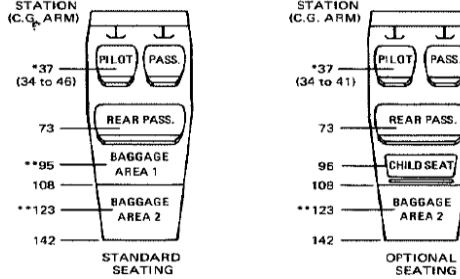 STATION
(C.G. ARM)
PILOT
PASS.
*37
(34 to 46)
REAR PASS.
73
**95
BAGGAGE
AREA 1
108
**123
BAGGAGE
AREA 2
142
STANDARD
SEATING
STATION
(C.G. ARM)
PILOT
PASS.
*37
(34 to 41)
REAR PASS.
73
96
CHILD SEAT
108
**123
BAGGAGE
AREA 2
142
OPTIONAL
SEATING